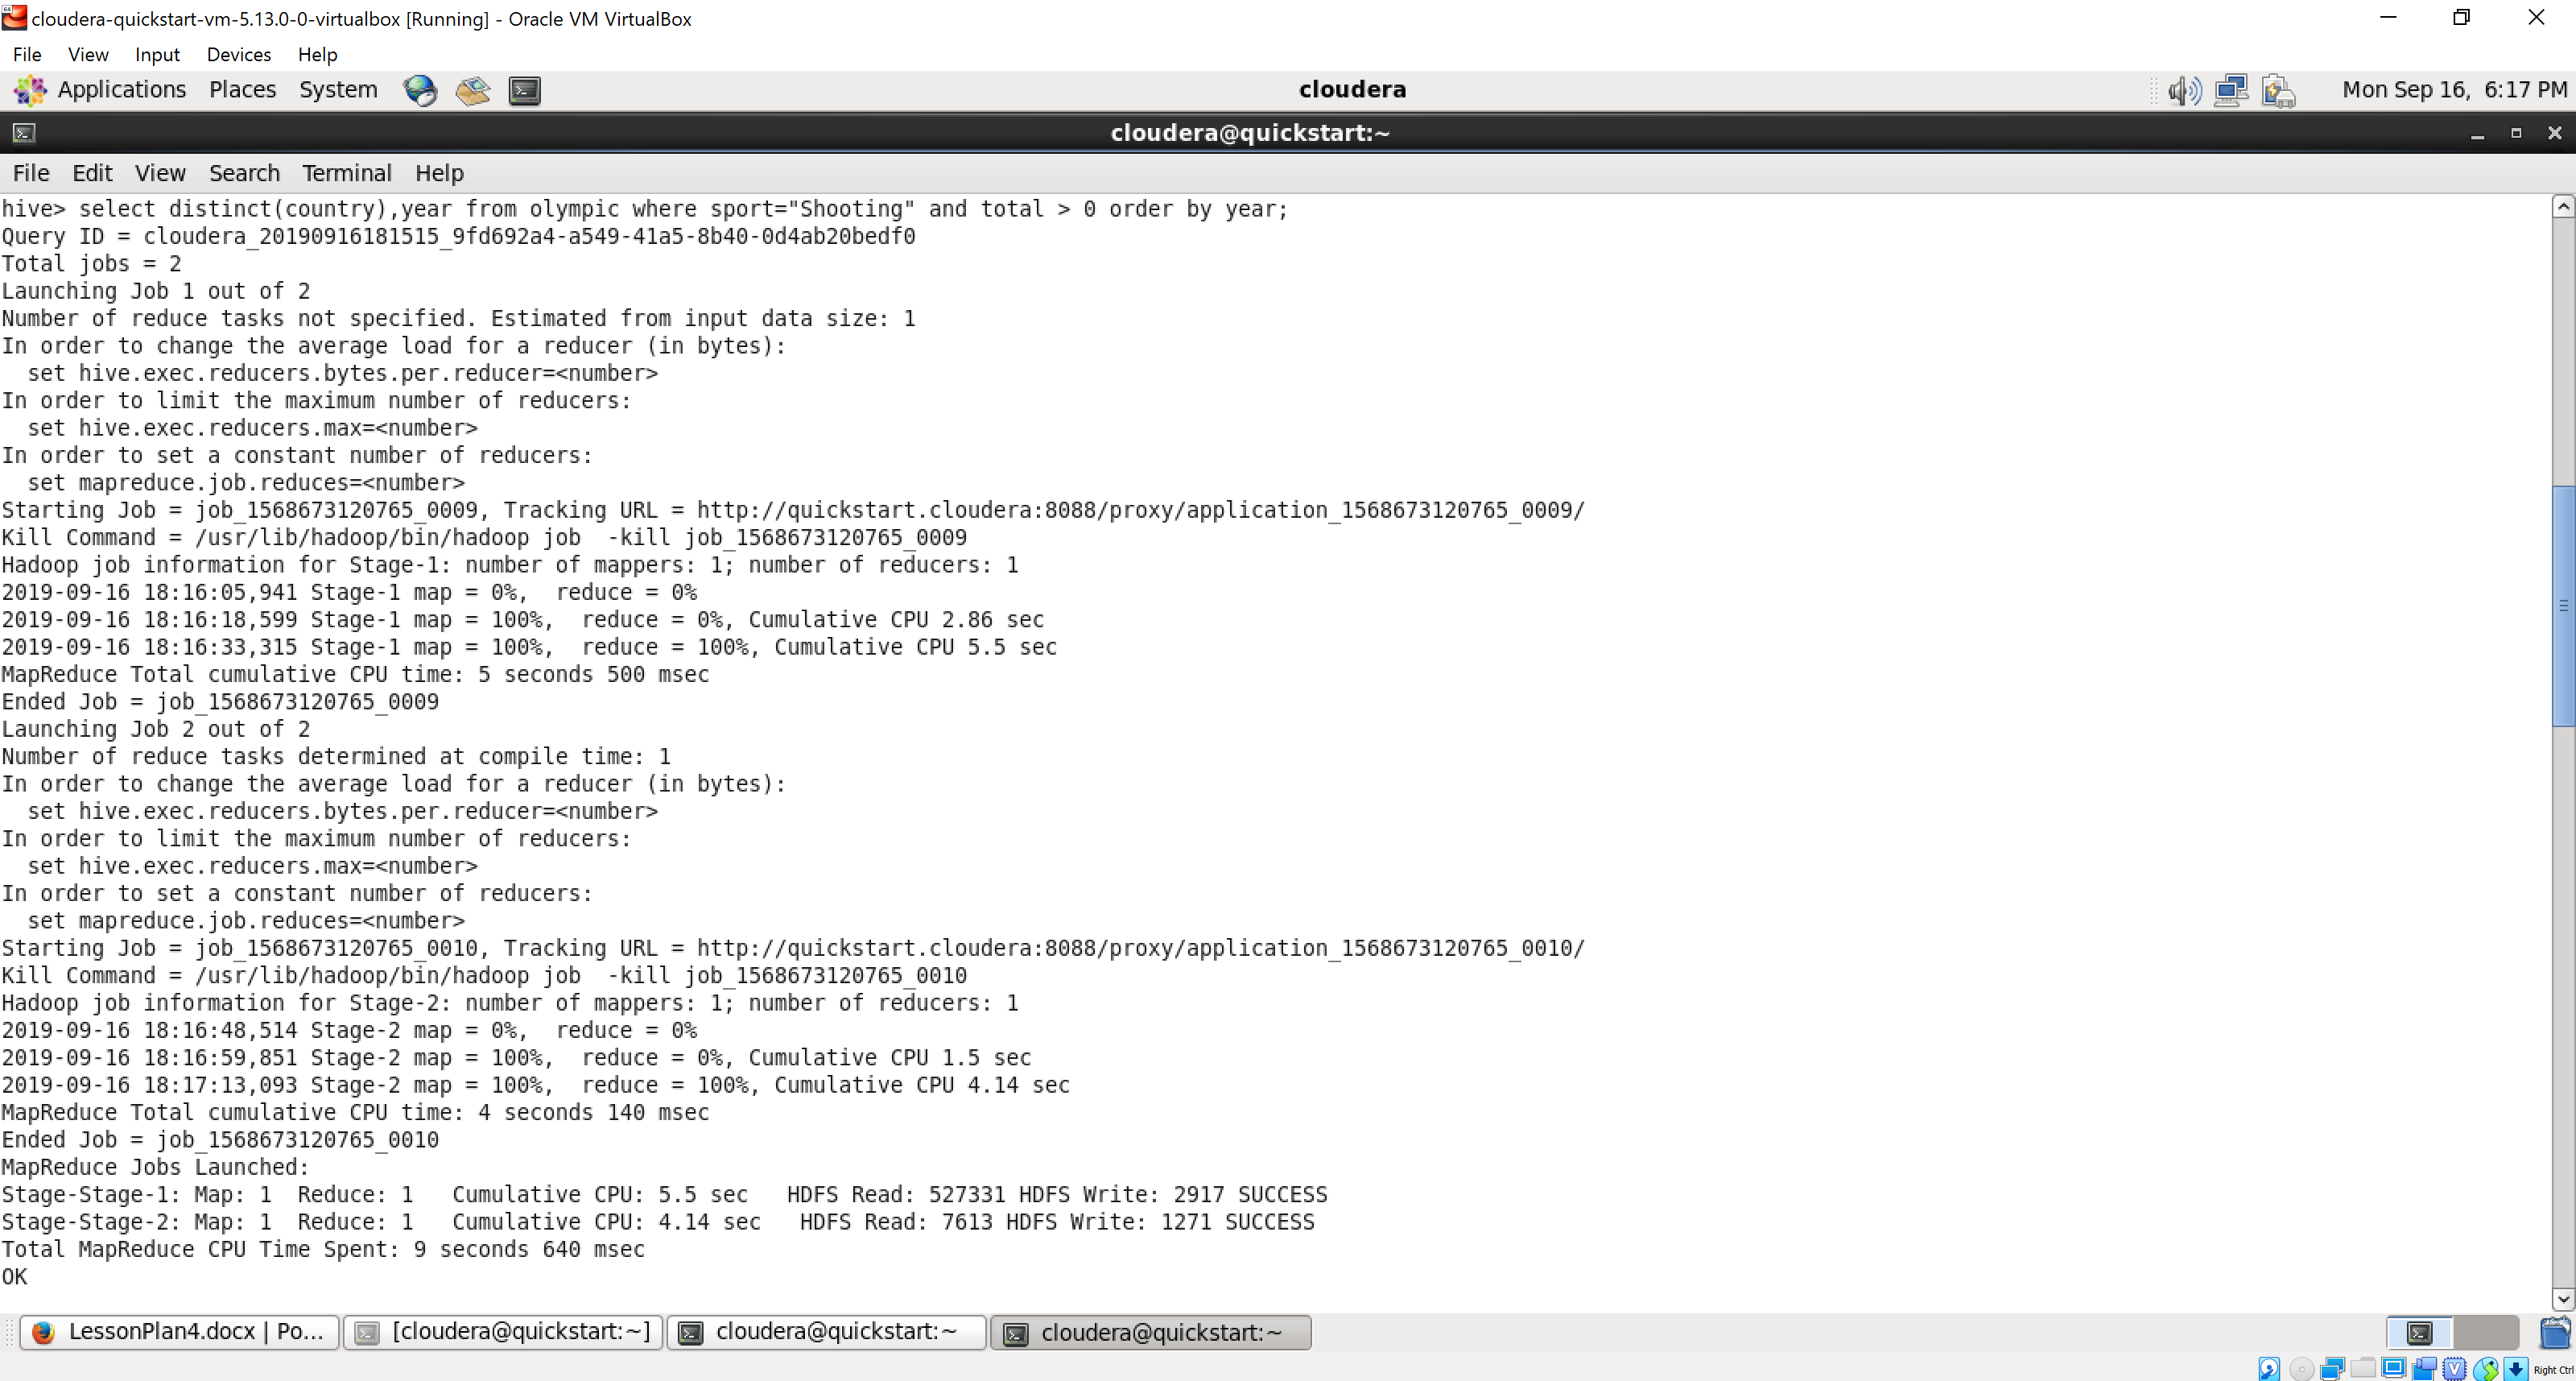 cloudera-quickstart-vm-5.13.0-0-virtualbox [Running] - Oracle VM VirtualBox
File View Input Devices Help
Applications Places System cloudera Mon Sep 16, 6:17 PM
cloudera@quickstart:~
File Edit View Search Terminal Help
hive> select distinct(country),year from olympic where sport="Shooting" and total > 0 order by year;
Query ID = cloudera_20190916181515_9fd692a4-a549-41a5-8b40-0d4ab20bedf0
Total jobs = 2
Launching Job 1 out of 2
Number of reduce tasks not specified. Estimated from input data size: 1
In order to change the average load for a reducer (in bytes):
  set hive.exec.reducers.bytes.per.reducer=<number>
In order to limit the maximum number of reducers:
  set hive.exec.reducers.max=<number>
In order to set a constant number of reducers:
  set mapreduce.job.reduces=<number>
Starting Job = job_1568673120765_0009, Tracking URL = http://quickstart.cloudera:8088/proxy/application_1568673120765_0009/
Kill Command = /usr/lib/hadoop/bin/hadoop job  -kill job_1568673120765_0009
Hadoop job information for Stage-1: number of mappers: 1; number of reducers: 1
2019-09-16 18:16:05,941 Stage-1 map = 0%,  reduce = 0%
2019-09-16 18:16:18,599 Stage-1 map = 100%,  reduce = 0%, Cumulative CPU 2.86 sec
2019-09-16 18:16:33,315 Stage-1 map = 100%,  reduce = 100%, Cumulative CPU 5.5 sec
MapReduce Total cumulative CPU time: 5 seconds 500 msec
Ended Job = job_1568673120765_0009
Launching Job 2 out of 2
Number of reduce tasks determined at compile time: 1
In order to change the average load for a reducer (in bytes):
  set hive.exec.reducers.bytes.per.reducer=<number>
In order to limit the maximum number of reducers:
  set hive.exec.reducers.max=<number>
In order to set a constant number of reducers:
  set mapreduce.job.reduces=<number>
Starting Job = job_1568673120765_0010, Tracking URL = http://quickstart.cloudera:8088/proxy/application_1568673120765_0010/
Kill Command = /usr/lib/hadoop/bin/hadoop job  -kill job_1568673120765_0010
Hadoop job information for Stage-2: number of mappers: 1; number of reducers: 1
2019-09-16 18:16:48,514 Stage-2 map = 0%,  reduce = 0%
2019-09-16 18:16:59,851 Stage-2 map = 100%,  reduce = 0%, Cumulative CPU 1.5 sec
2019-09-16 18:17:13,093 Stage-2 map = 100%,  reduce = 100%, Cumulative CPU 4.14 sec
MapReduce Total cumulative CPU time: 4 seconds 140 msec
Ended Job = job_1568673120765_0010
MapReduce Jobs Launched:
Stage-Stage-1: Map: 1  Reduce: 1   Cumulative CPU: 5.5 sec   HDFS Read: 527331 HDFS Write: 2917 SUCCESS
Stage-Stage-2: Map: 1  Reduce: 1   Cumulative CPU: 4.14 sec   HDFS Read: 7613 HDFS Write: 1271 SUCCESS
Total MapReduce CPU Time Spent: 9 seconds 640 msec
OK
LessonPlan4.docx | Po... [cloudera@quickstart:~] cloudera@quickstart:~ cloudera@quickstart:~
Right Ctrl